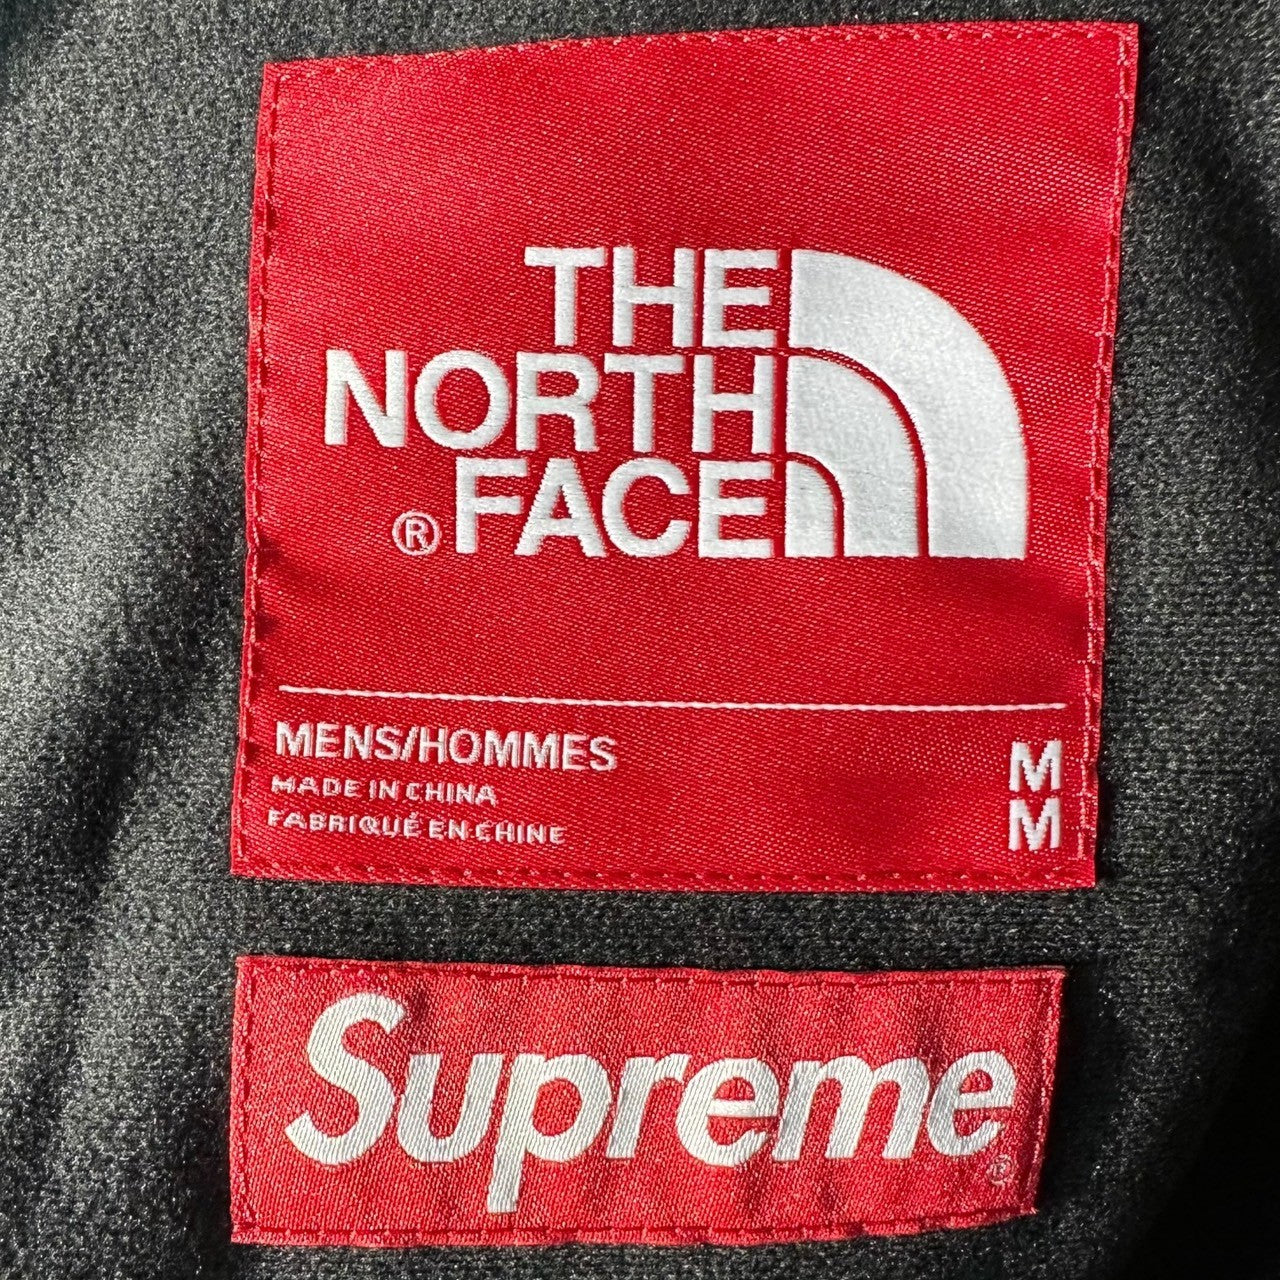 THE
NORTH
® FACE
MENS/HOMMES
MADE IN CHINA
FABRIQUÉ EN CHINE
M
M
Supreme®